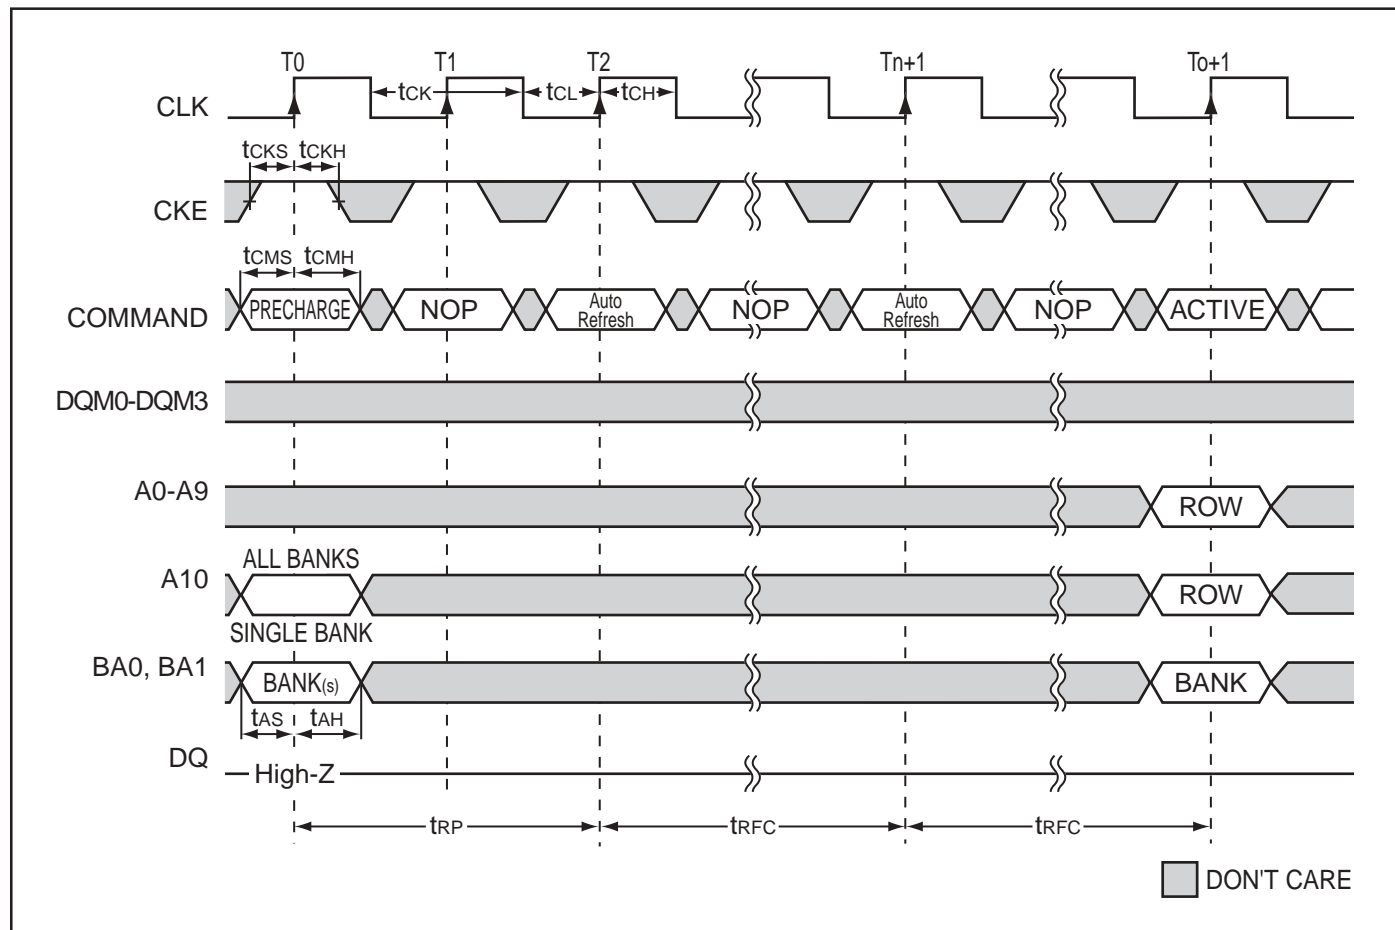 T0 T1 T2 Tn+1 To+1
CLK tCK tCL tCH
tCKS tCKH
CKE
tCMS tCMH
COMMAND PRECHARGE NOP Auto Refresh NOP Auto Refresh NOP ACTIVE
DQM0-DQM3
A0-A9 ROW
ALL BANKS
A10 ROW
SINGLE BANK
BA0, BA1 BANK(s) BANK
tAS tAH
DQ High-Z
tRP tRFC tRFC
DON'T CARE